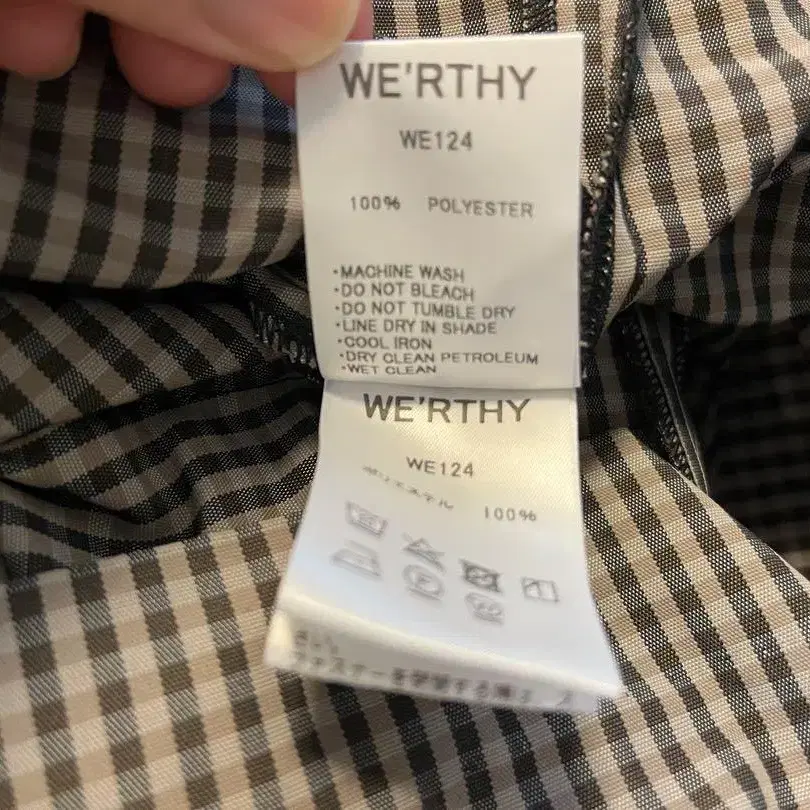 WE'RTHY
WE124
100% POLYESTER
・MACHINE WASH
・DO NOT BLEACH
・DO NOT TUMBLE DRY
・LINE DRY IN SHADE
・COOL IRON
・DRY CLEAN PETROLEUM
・WET CLEAN
WE'RTHY
WE124
ポリエステル 100%